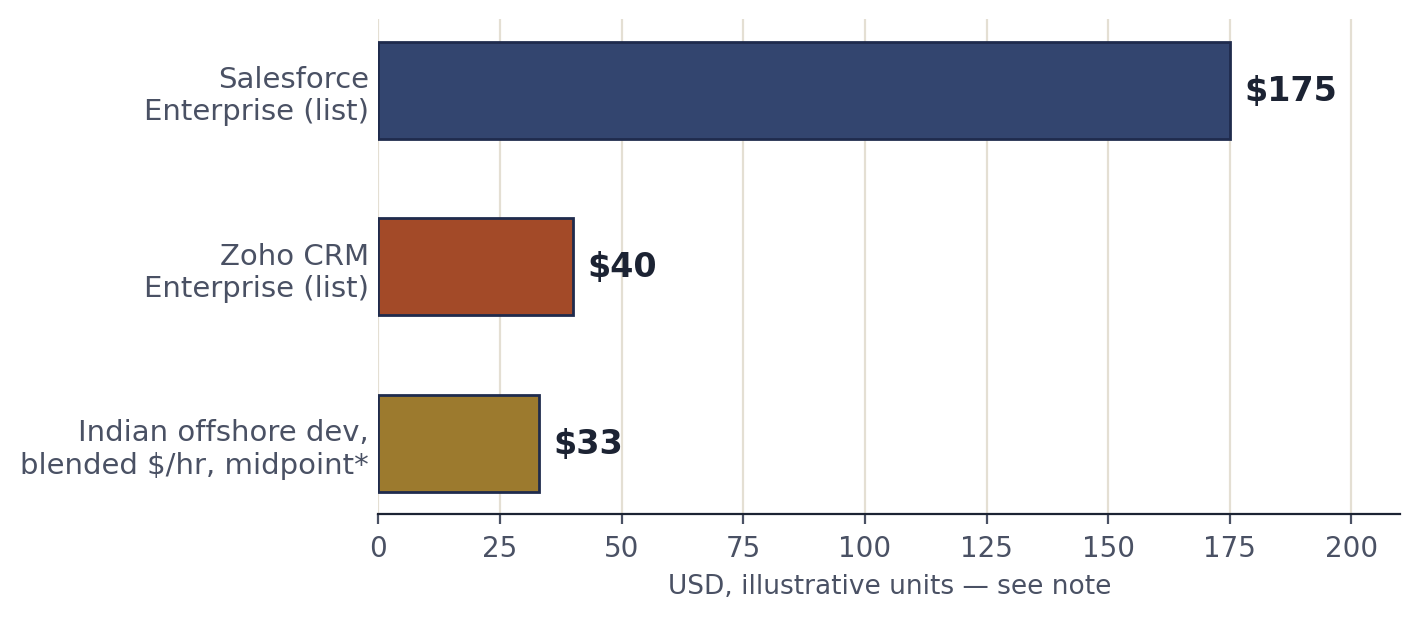 Salesforce
Enterprise (list)
$175
Zoho CRM
Enterprise (list)
$40
Indian offshore dev,
blended $/hr, midpoint*
$33
0 25 50 75 100 125 150 175 200
USD, illustrative units — see note